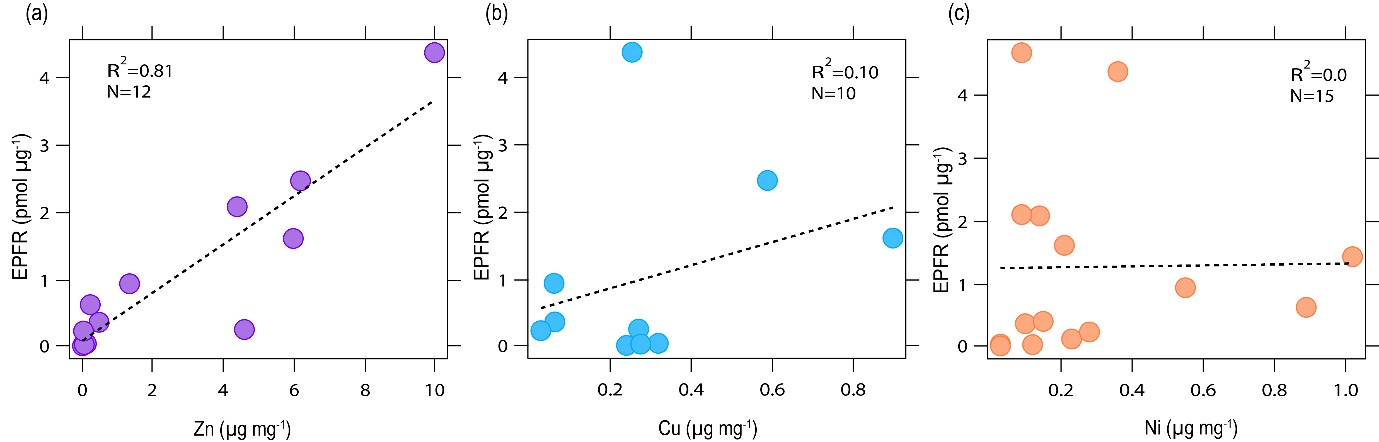 (a)
R²=0.81
N=12
EPFR (pmol µg⁻¹)
4
3
2
1
0
0
2
4
6
8
10
Zn (µg mg⁻¹)
(b)
R²=0.10
N=10
EPFR (pmol µg⁻¹)
4
3
2
1
0
0.2
0.4
0.6
0.8
Cu (µg mg⁻¹)
(c)
R²=0.0
N=15
EPFR (pmol µg⁻¹)
4
3
2
1
0
0.2
0.4
0.6
0.8
1.0
Ni (µg mg⁻¹)